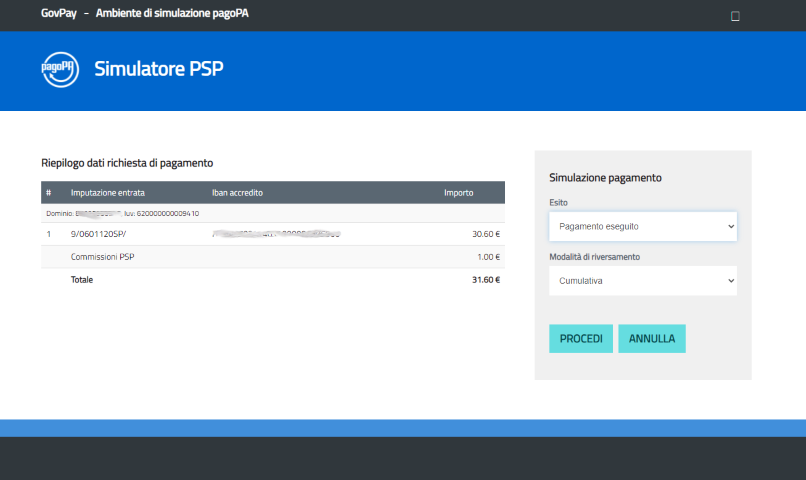 GovPay - Ambiente di simulazione pagoPA
pagoPA
Simulatore PSP
Riepilogo dati richiesta di pagamento
# Imputazione entrata Iban accredito Importo
Dominio: Iuv: 620000000009410
1 9/0601120SP/ 30.60 €
Commissioni PSP 1.00 €
Totale 31.60 €
Simulazione pagamento
Esito
Pagamento eseguito
Modalità di riversamento
Cumulativa
PROCEDI ANNULLA